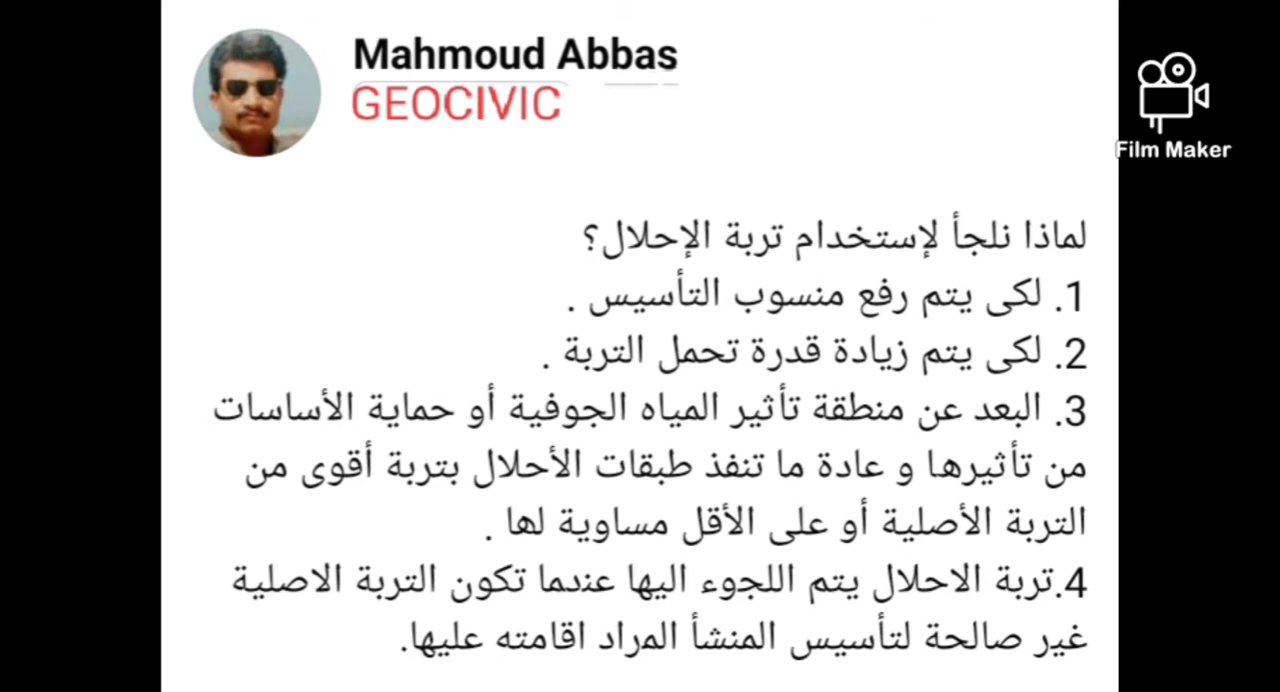 Mahmoud Abbas
GEOCIVIC
Film Maker
لماذا نلجأ لإستخدام تربة الإحلال؟
1. لكى يتم رفع منسوب التأسيس .
2. لكى يتم زيادة قدرة تحمل التربة .
3. البعد عن منطقة تأثير المياه الجوفية أو حماية الأساسات
من تأثيرها و عادة ما تنفذ طبقات الأحلال بتربة أقوى من
التربة الأصلية أو على الأقل مساوية لها .
4.تربة الاحلال يتم اللجوء اليها عندما تكون التربة الاصلية
غير صالحة لتأسيس المنشأ المراد اقامته عليها.